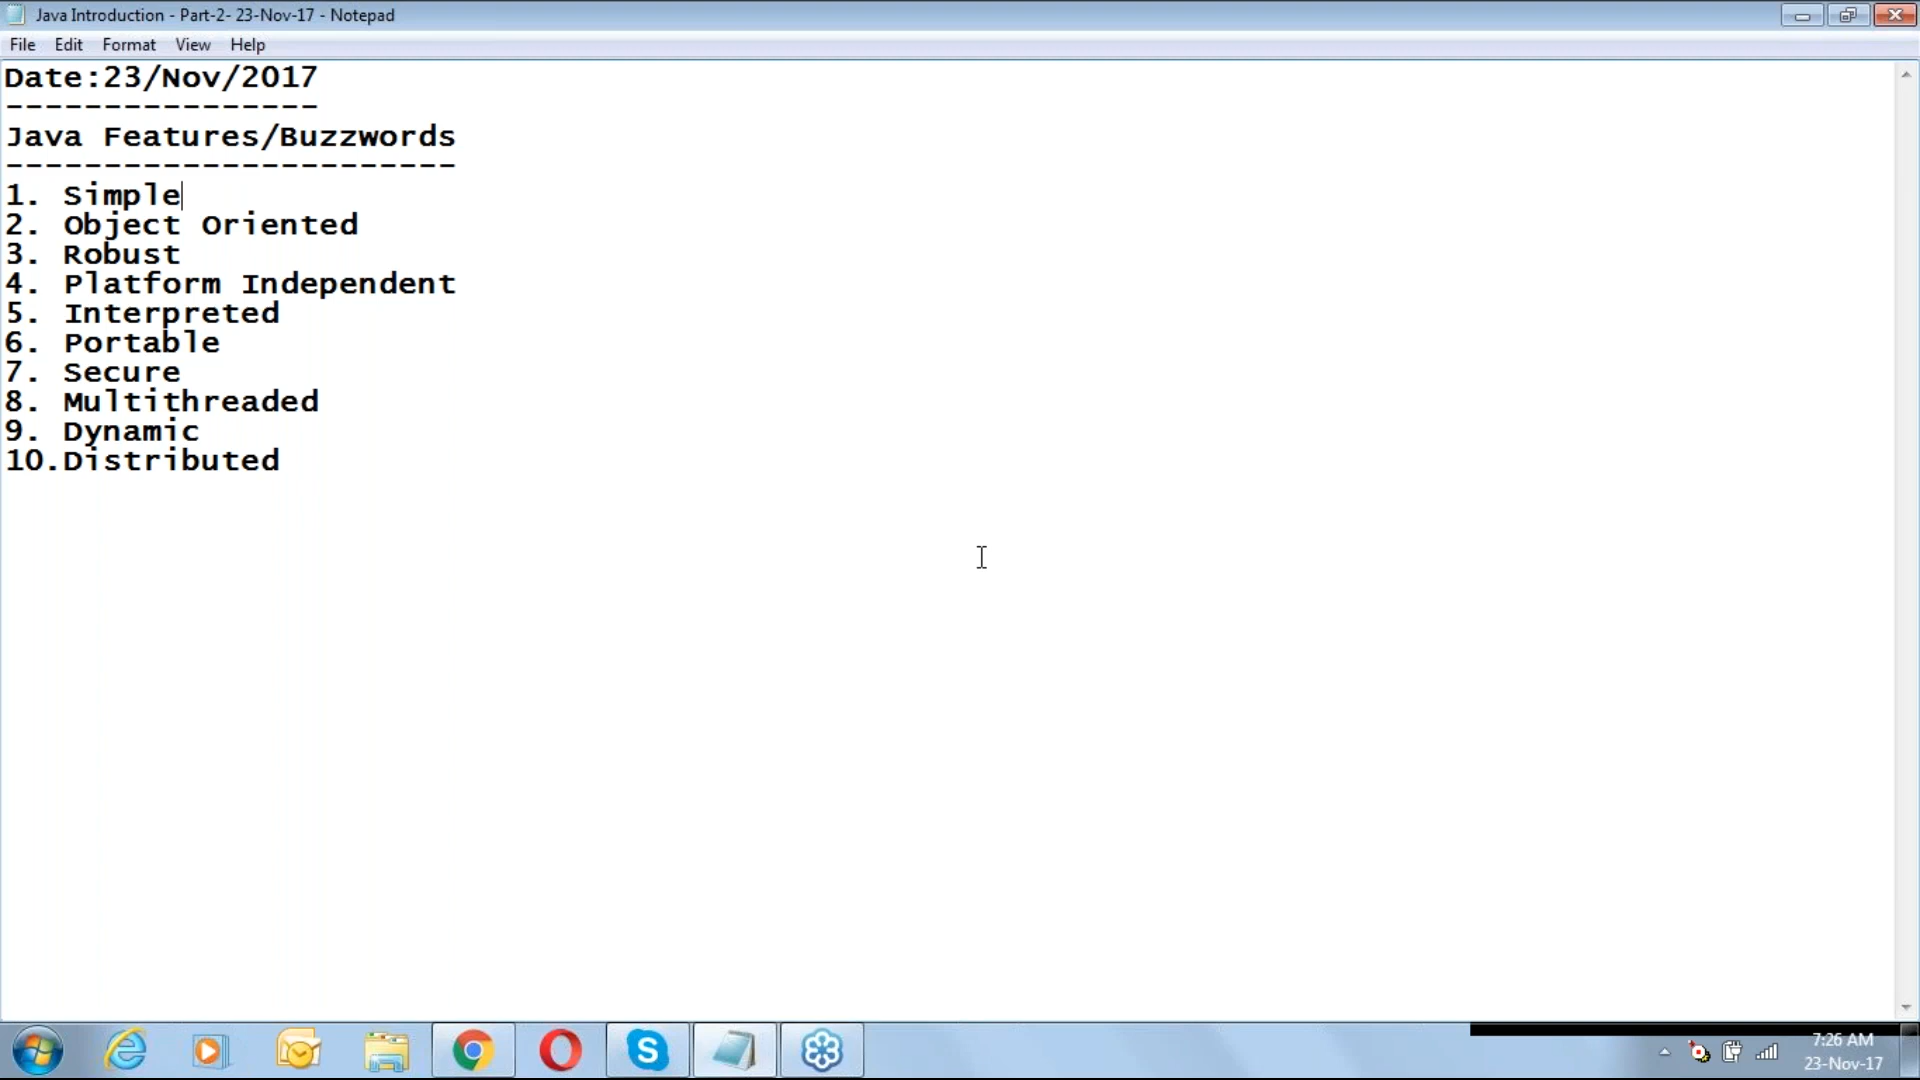 Java Introduction - Part-2- 23-Nov-17 - Notepad
File Edit Format View Help
Date:23/Nov/2017
----------------
Java Features/Buzzwords
-----------------------
1. Simple
2. Object Oriented
3. Robust
4. Platform Independent
5. Interpreted
6. Portable
7. Secure
8. Multithreaded
9. Dynamic
10.Distributed
7:26 AM
23-Nov-17